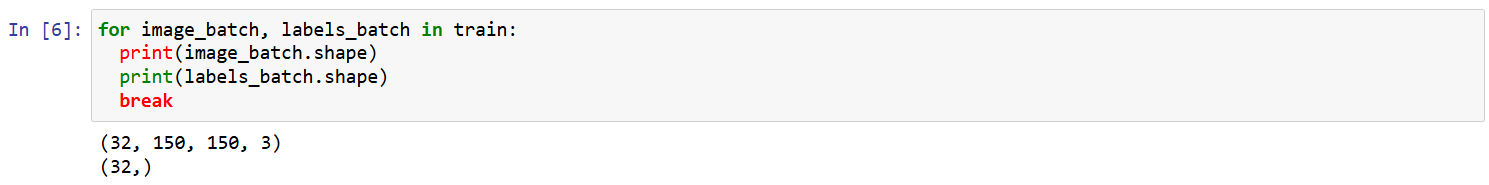 In [6]: for image_batch, labels_batch in train:
  print(image_batch.shape)
  print(labels_batch.shape)
  break
(32, 150, 150, 3)
(32,)